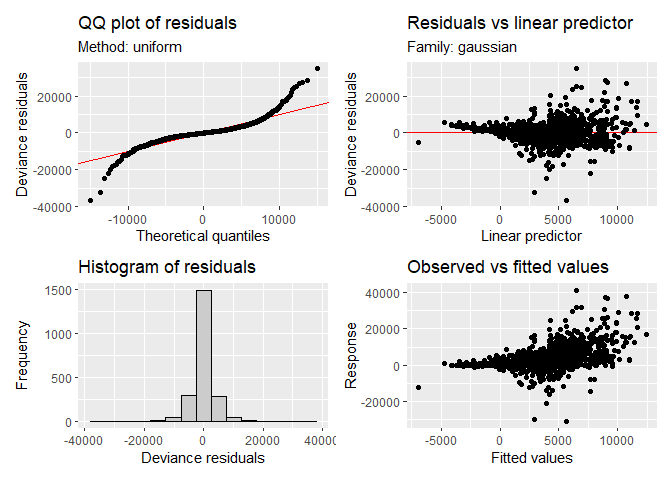 QQ plot of residuals
Method: uniform
Deviance residuals
20000
0
-20000
-40000
-10000
0
10000
Theoretical quantiles
Residuals vs linear predictor
Family: gaussian
Deviance residuals
20000
0
-20000
-40000
-5000
0
5000
10000
Linear predictor
Histogram of residuals
Frequency
1500
1000
500
0
-40000
-20000
0
20000
40000
Deviance residuals
Observed vs fitted values
Response
40000
20000
0
-20000
-5000
0
5000
10000
Fitted values